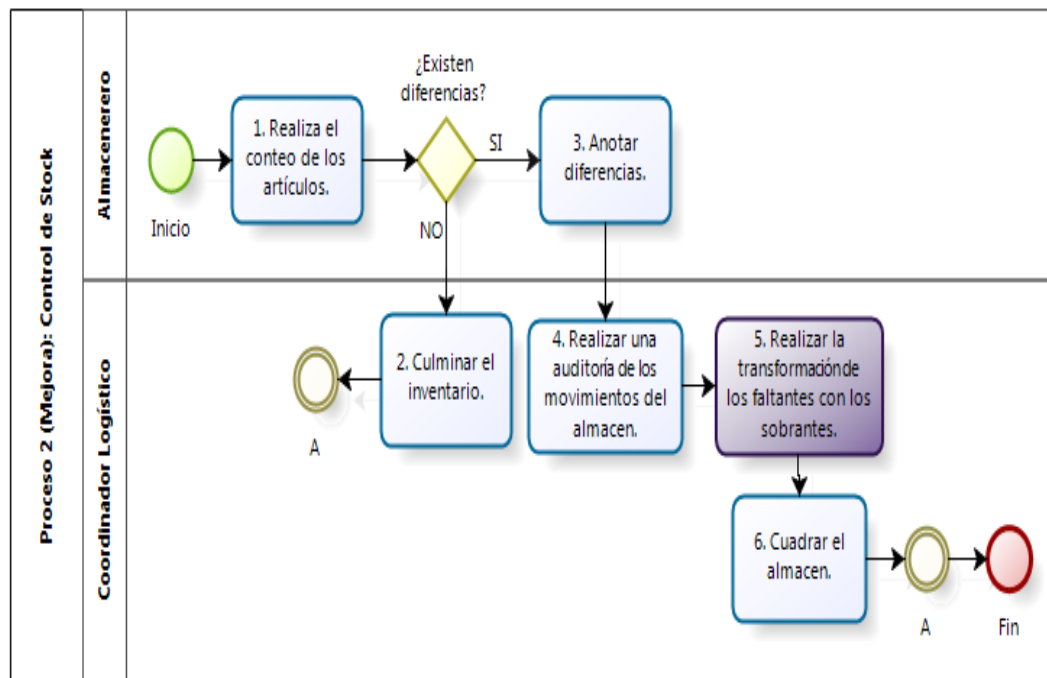 Proceso 2 (Mejora): Control de Stock
Almacenerero
¿Existen
diferencias?
1. Realiza el
conteo de los
artículos.
SI
3. Anotar
diferencias.
Inicio
NO
Coordinador Logístico
2. Culminar el
inventario.
A
4. Realizar una
auditoría de los
movimientos del
almacen.
5. Realizar la
transformaciónde
los faltantes con los
sobrantes.
6. Cuadrar el
almacen.
A
Fin